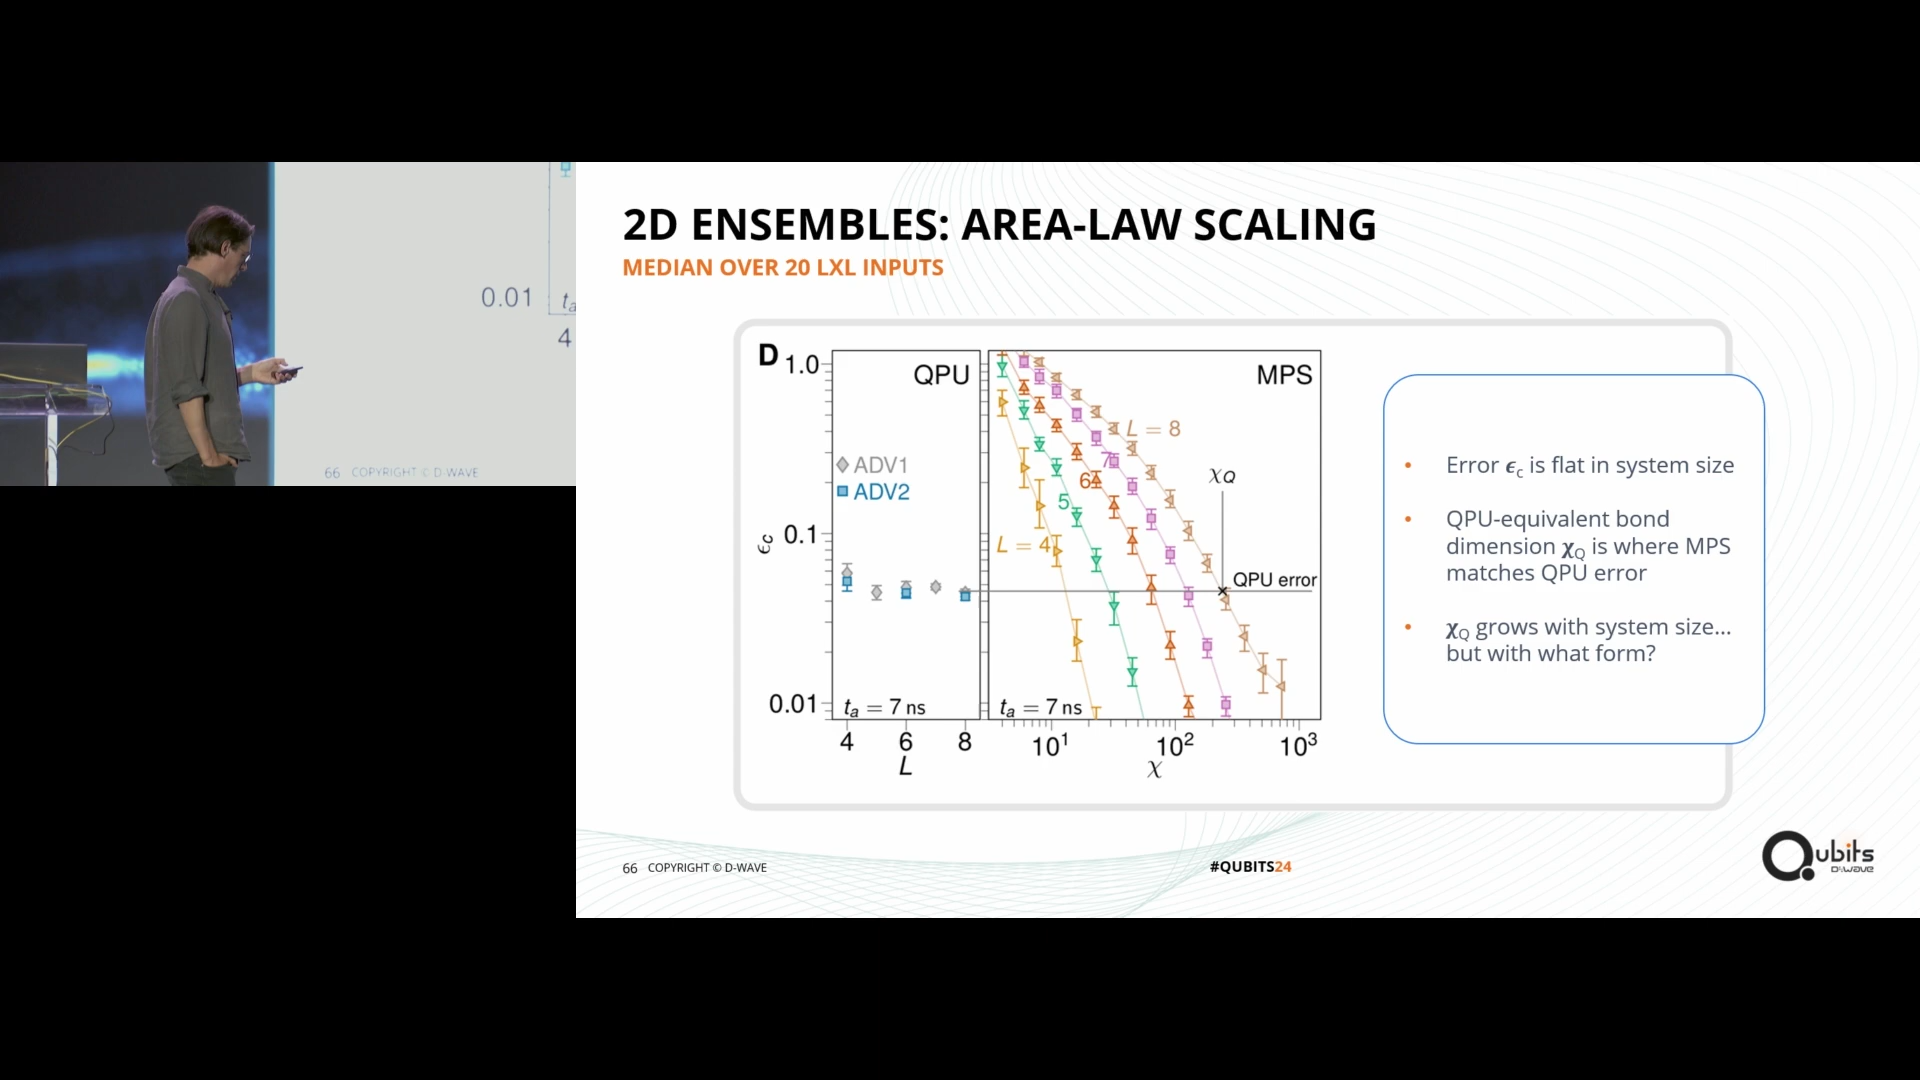 0.01
ta
4
66 COPYRIGHT © D-WAVE
2D ENSEMBLES: AREA-LAW SCALING
MEDIAN OVER 20 LXL INPUTS
D
1.0
0.1
0.01
ϵc
QPU
ADV1
ADV2
ta = 7 ns
4 6 8
L
MPS
L = 8
7
6
5
L = 4
χQ
QPU error
ta = 7 ns
10¹ 10² 10³
χ
• Error ϵc is flat in system size
• QPU-equivalent bond
dimension χQ is where MPS
matches QPU error
• χQ grows with system size...
but with what form?
66 COPYRIGHT © D-WAVE
#QUBITS24
Qubits
D:wave